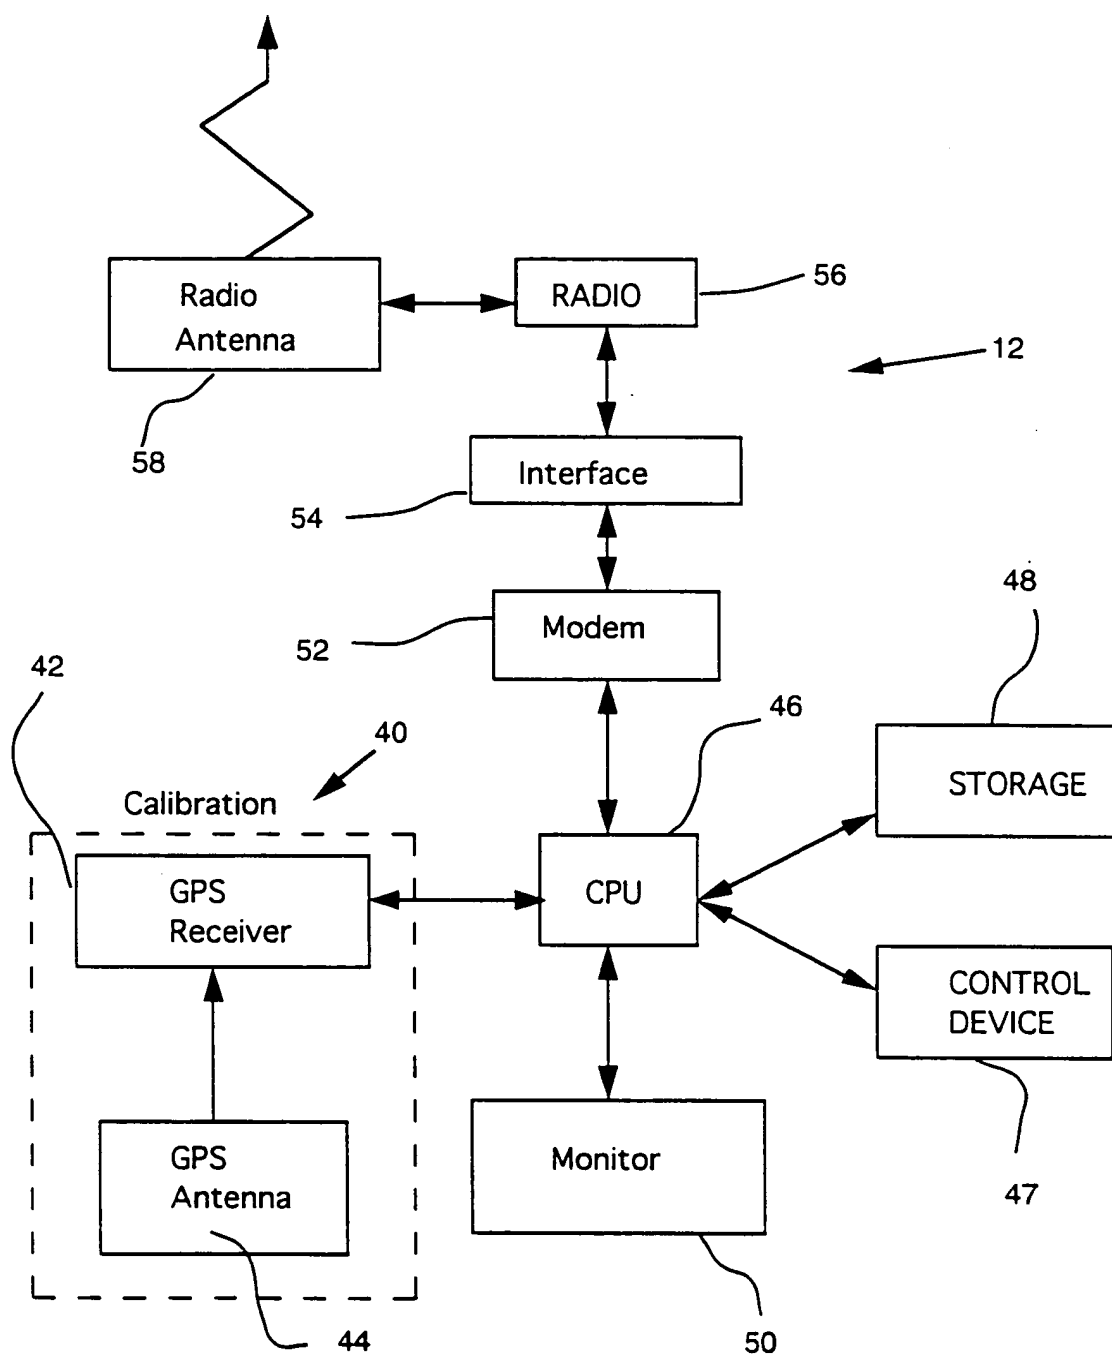 Radio
Antenna
RADIO
56
12
58
Interface
54
48
Modem
52
42
46
40
STORAGE
Calibration
GPS
Receiver
CPU
CONTROL
DEVICE
GPS
Antenna
Monitor
47
44
50